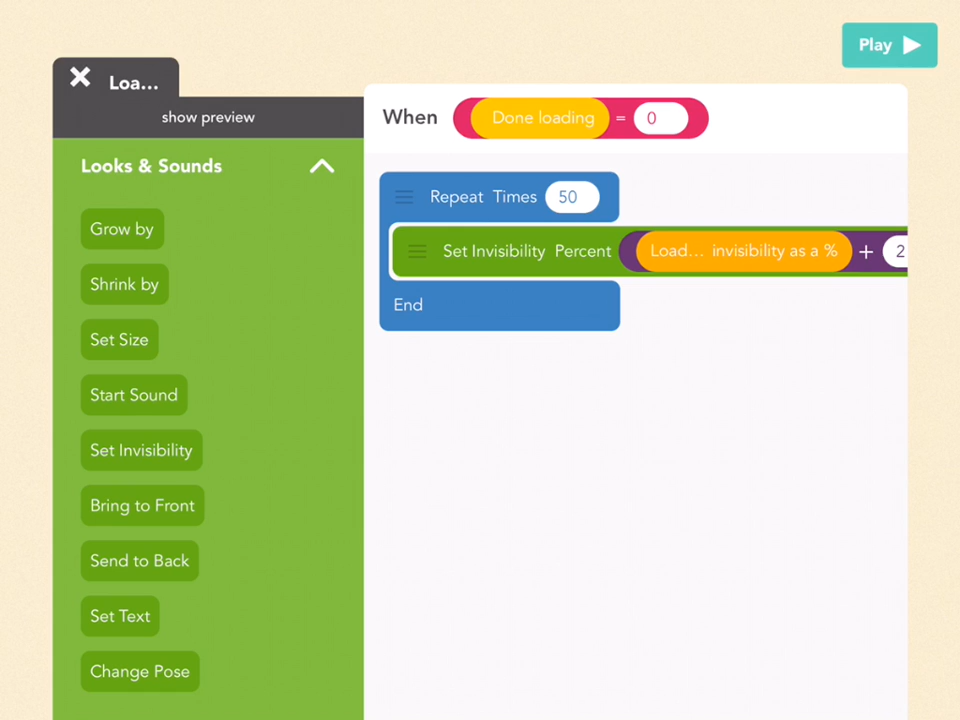 Play
Loa...
show preview
When Done loading = 0
Looks & Sounds
Repeat Times 50
Grow by
Set Invisibility Percent Load... invisibility as a % + 2
Shrink by
End
Set Size
Start Sound
Set Invisibility
Bring to Front
Send to Back
Set Text
Change Pose